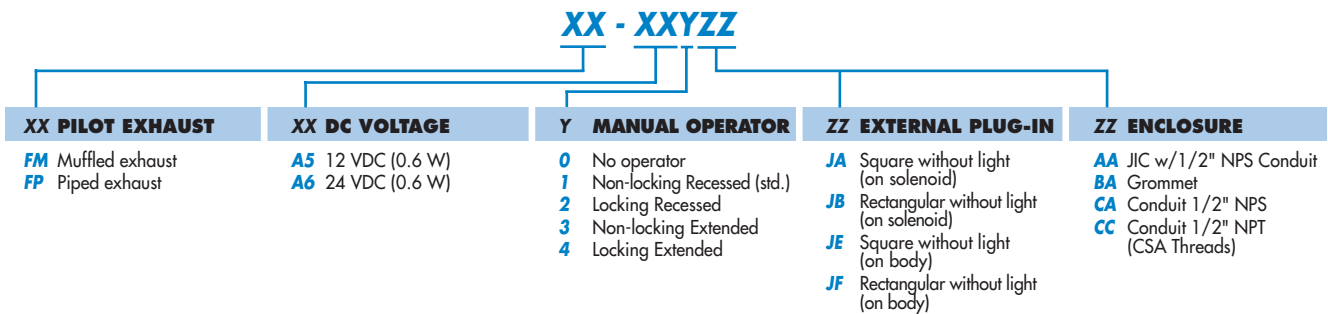 XX - XXYZZ
XX PILOT EXHAUST
FM Muffled exhaust
FP Piped exhaust
XX DC VOLTAGE
A5 12 VDC (0.6 W)
A6 24 VDC (0.6 W)
Y MANUAL OPERATOR
0 No operator
1 Non-locking Recessed (std.)
2 Locking Recessed
3 Non-locking Extended
4 Locking Extended
ZZ EXTERNAL PLUG-IN
JA Square without light
(on solenoid)
JB Rectangular without light
(on solenoid)
JE Square without light
(on body)
JF Rectangular without light
(on body)
ZZ ENCLOSURE
AA JIC w/1/2" NPS Conduit
BA Grommet
CA Conduit 1/2" NPS
CC Conduit 1/2" NPT
(CSA Threads)